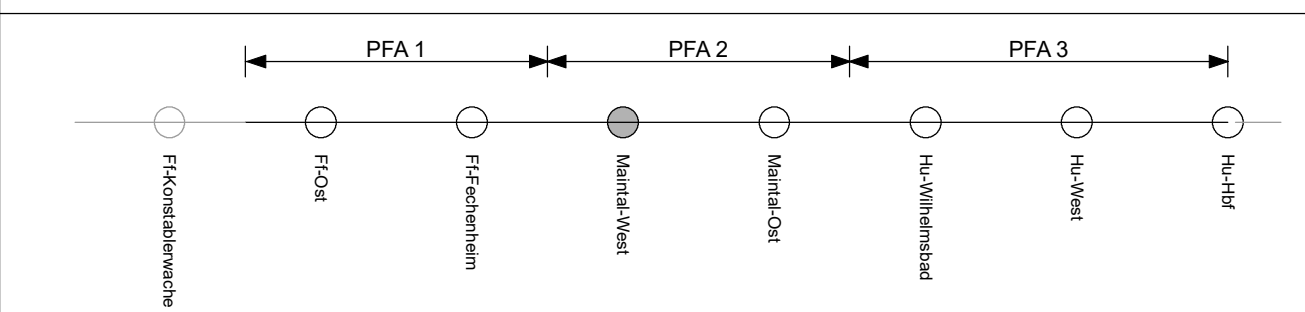 PFA 1
PFA 2
PFA 3
Ff-Konstablerwache
Ff-Ost
Ff-Fechenheim
Maintal-West
Maintal-Ost
Hu-Wilhelmsbad
Hu-West
Hu-Hbf